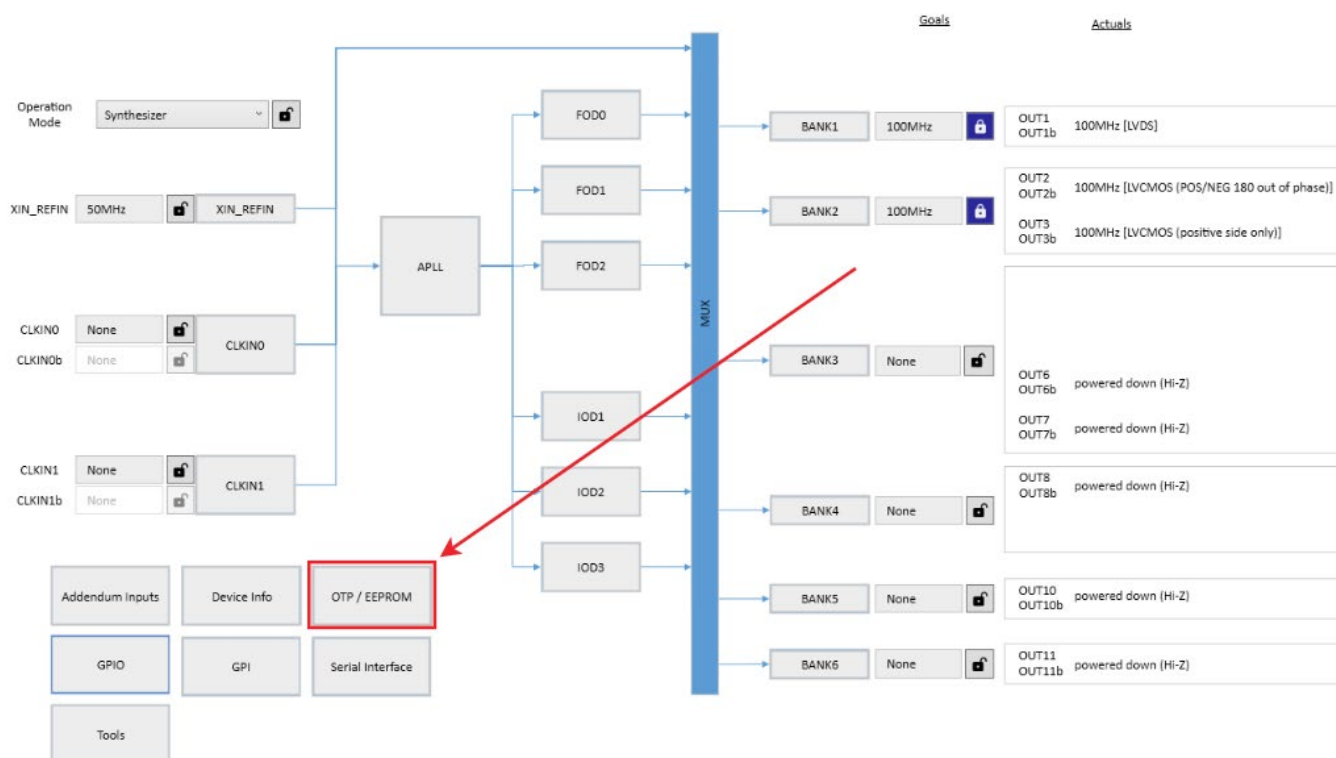 Goals
Actuals
Operation
Mode
Synthesizer
XIN_REFIN
50MHz
XIN_REFIN
CLKIN0
None
CLKIN0b
None
CLKIN0
CLKIN1
None
CLKIN1b
None
CLKIN1
APLL
FOD0
FOD1
FOD2
IOD1
IOD2
IOD3
MUX
BANK1
100MHz
OUT1
OUT1b
100MHz [LVDS]
BANK2
100MHz
OUT2
OUT2b
100MHz [LVCMOS (POS/NEG 180 out of phase)]
OUT3
OUT3b
100MHz [LVCMOS (positive side only)]
BANK3
None
OUT6
OUT6b
powered down (Hi-Z)
OUT7
OUT7b
powered down (Hi-Z)
BANK4
None
OUT8
OUT8b
powered down (Hi-Z)
BANK5
None
OUT10
OUT10b
powered down (Hi-Z)
BANK6
None
OUT11
OUT11b
powered down (Hi-Z)
Addendum Inputs
Device Info
OTP / EEPROM
GPIO
GPI
Serial Interface
Tools